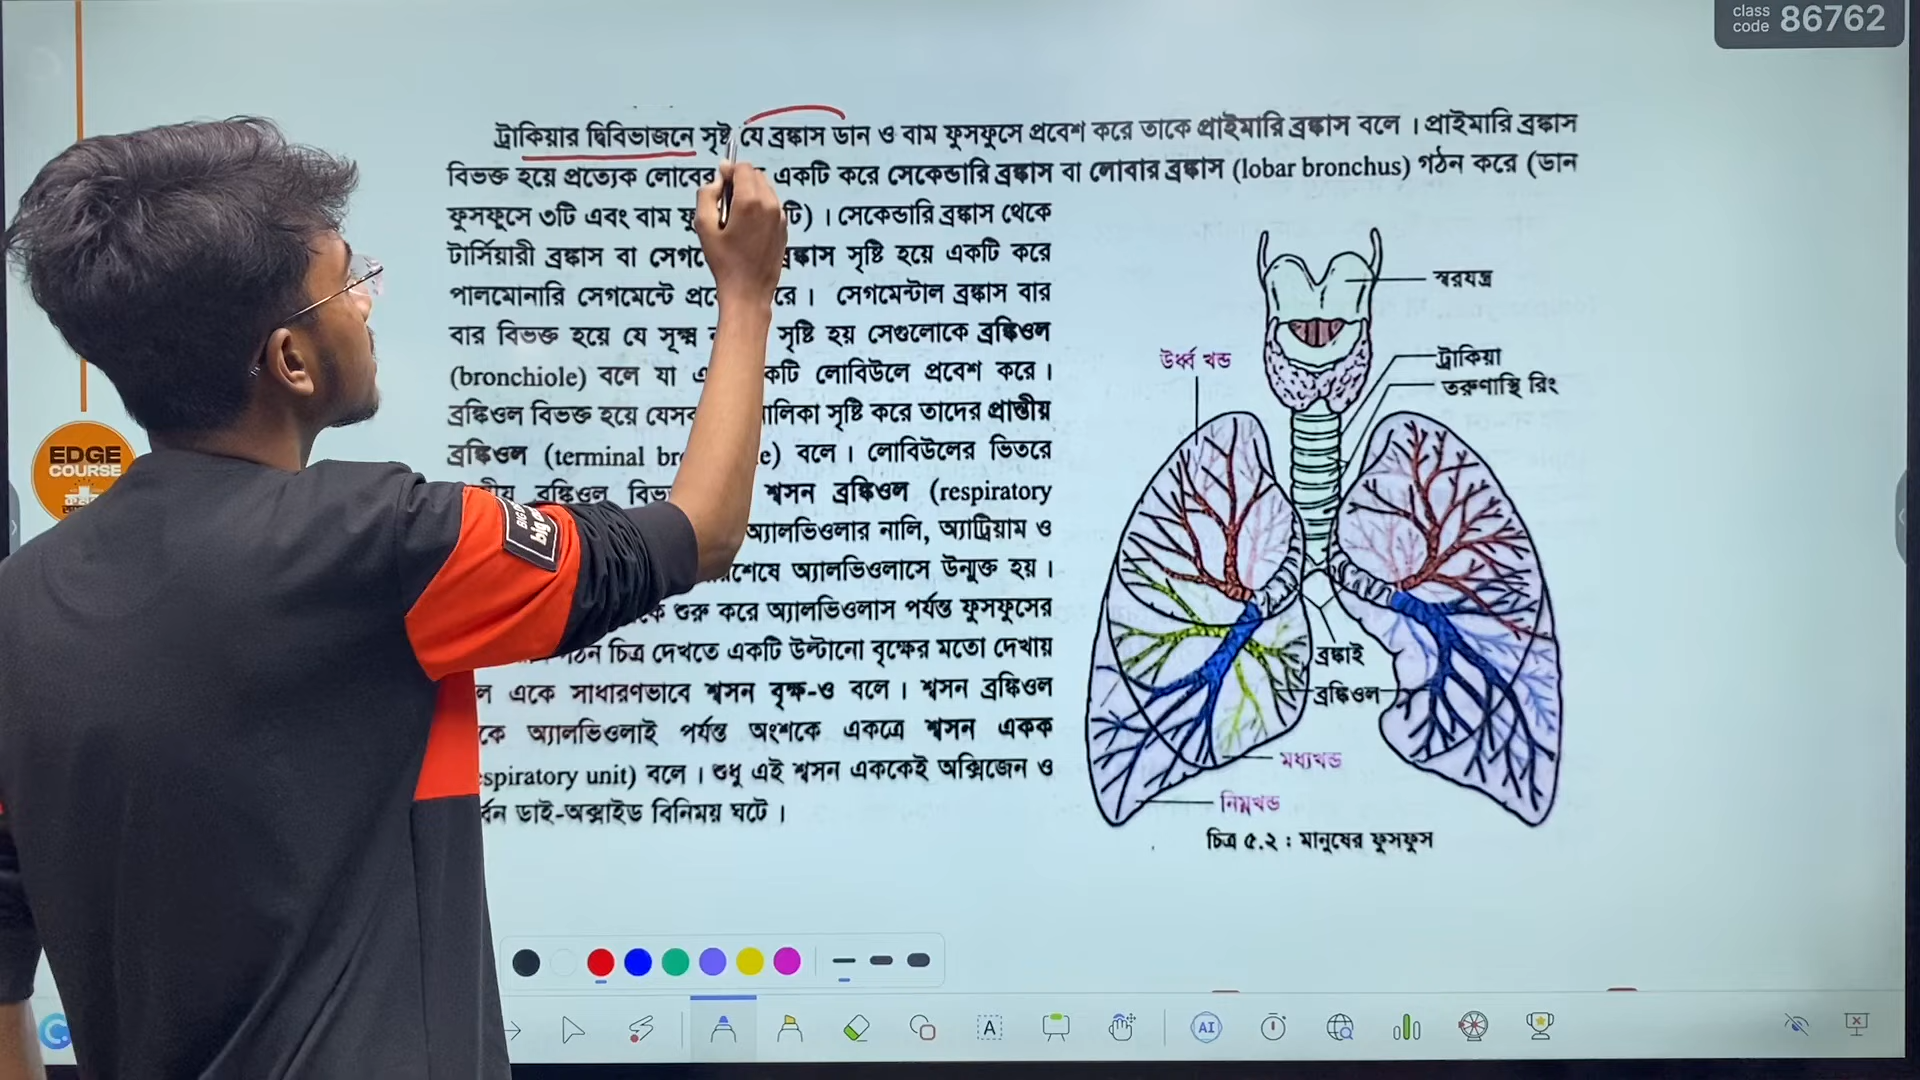 class code 86762
ট্রাকিয়ার দ্বিবিভাজনে সৃষ্ট যে ব্রঙ্কাস ডান ও বাম ফুসফুসে প্রবেশ করে তাকে প্রাইমারি ব্রঙ্কাস বলে । প্রাইমারি ব্রঙ্কাস
বিভক্ত হয়ে প্রত্যেক লোবের একটি করে সেকেন্ডারি ব্রঙ্কাস বা লোবার ব্রঙ্কাস (lobar bronchus) গঠন করে (ডান
ফুসফুসে ৩টি এবং বাম টি) । সেকেন্ডারি ব্রঙ্কাস থেকে
টার্সিয়ারী ব্রঙ্কাস বা ব্রঙ্কাস সৃষ্টি হয়ে একটি করে
পালমোনারি সেগমেন্টে । সেগমেন্টাল ব্রঙ্কাস বার
বার বিভক্ত হয়ে যে সূক্ষ্ম সৃষ্টি হয় সেগুলোকে ব্রঙ্কিওল
(bronchiole) বলে যা লোবিউলে প্রবেশ করে ।
ব্রঙ্কিওল বিভক্ত হয়ে সৃষ্টি করে তাদের প্রান্তীয়
ব্রঙ্কিওল (terminal বলে । লোবিউলের ভিতরে
ব্রঙ্কিওল শ্বসন ব্রঙ্কিওল (respiratory
অ্যালভিওলার নালি, অ্যাট্রিয়াম ও
অ্যালভিওলাসে উন্মুক্ত হয় ।
শুরু করে অ্যালভিওলাস পর্যন্ত ফুসফুসের
চিত্র দেখতে একটি উল্টানো বৃক্ষের মতো দেখায়
একে সাধারণভাবে শ্বসন বৃক্ষ-ও বলে । শ্বসন ব্রঙ্কিওল
অ্যালভিওলাই পর্যন্ত অংশকে একত্রে শ্বসন একক
spiratory unit) বলে । শুধু এই শ্বসন এককেই অক্সিজেন ও
ডাই-অক্সাইড বিনিময় ঘটে ।
স্বরযন্ত্র
ট্রাকিয়া
তরুণাস্থি রিং
উর্ধ্ব খন্ড
ব্রঙ্কাই
ব্রঙ্কিওল
মধ্যখন্ড
নিম্নখন্ড
চিত্র ৫.২ : মানুষের ফুসফুস
EDGE
COURSE
A
AI